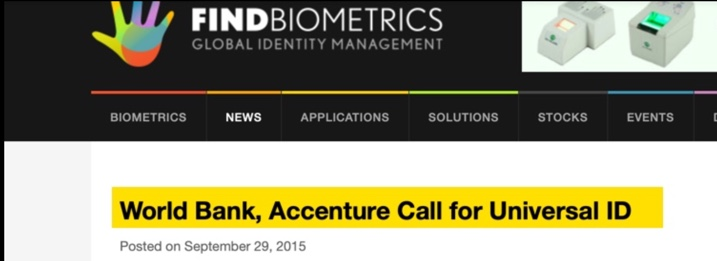 FINDBIOMETRICS
GLOBAL IDENTITY MANAGEMENT
BIOMETRICS NEWS APPLICATIONS SOLUTIONS STOCKS EVENTS
World Bank, Accenture Call for Universal ID
Posted on September 29, 2015